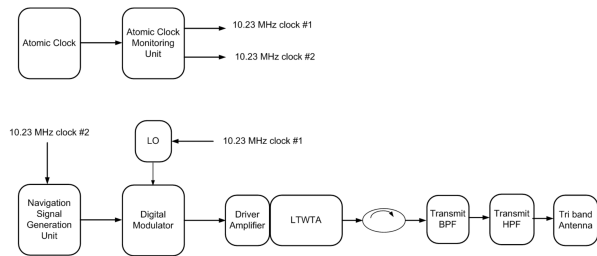 Atomic Clock
Atomic Clock
Monitoring
Unit
10.23 MHz clock #1
10.23 MHz clock #2
10.23 MHz clock #2
LO
10.23 MHz clock #1
Navigation
Signal
Generation
Unit
Digital
Modulator
Driver
Amplifier
LTWTA
Transmit
BPF
Transmit
HPF
Tri band
Antenna